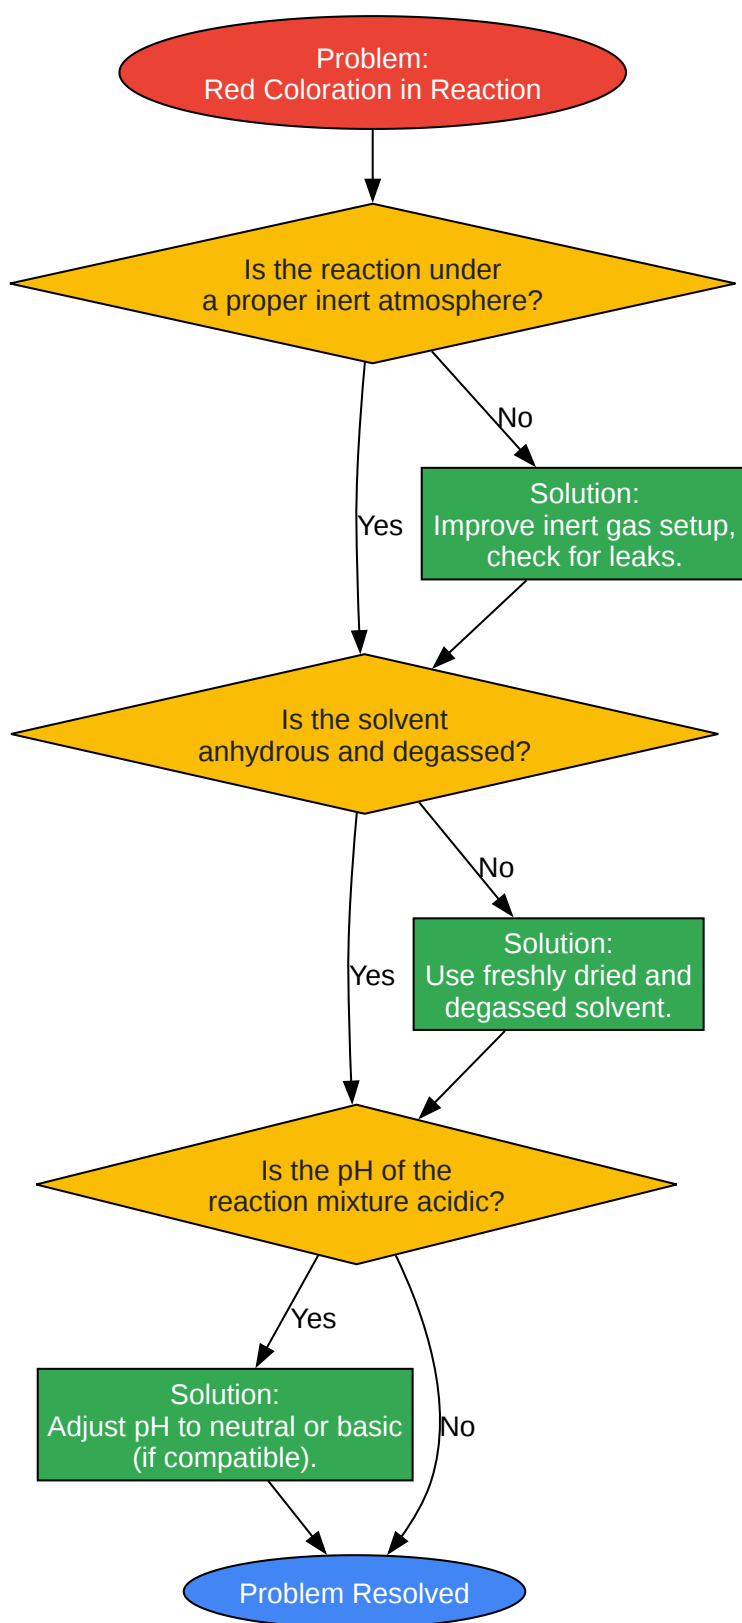 Problem:
Red Coloration in Reaction
Is the reaction under
a proper inert atmosphere?
No
Solution:
Improve inert gas setup,
check for leaks.
Yes
Is the solvent
anhydrous and degassed?
No
Solution:
Use freshly dried and
degassed solvent.
Yes
Is the pH of the
reaction mixture acidic?
Yes
Solution:
Adjust pH to neutral or basic
(if compatible).
No
Problem Resolved